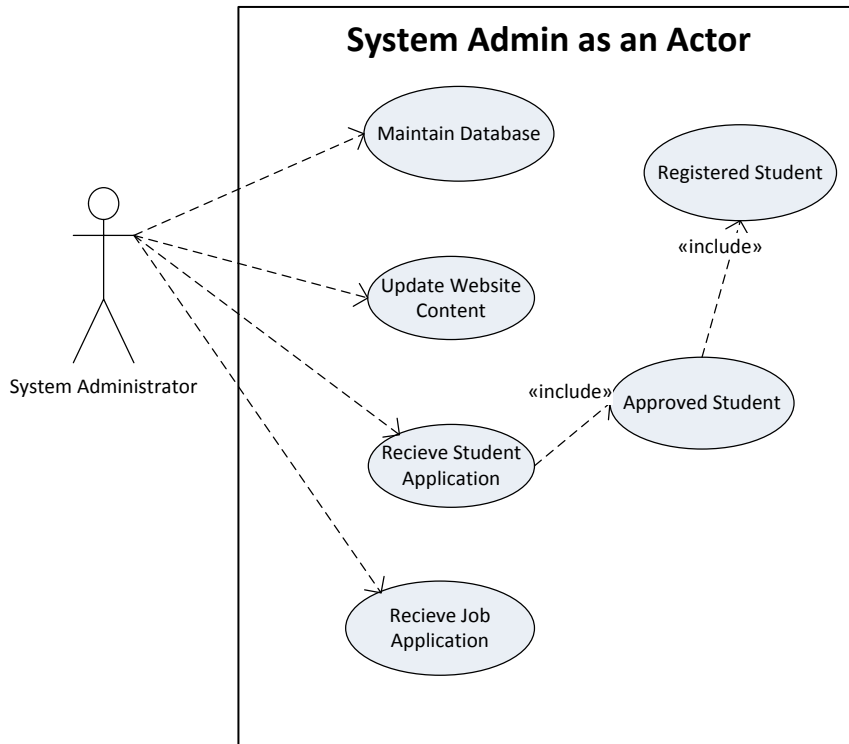 System Admin as an Actor
Maintain Database
Registered Student
«include»
Update Website
Content
System Administrator
«include»
Approved Student
Recieve Student
Application
Recieve Job
Application